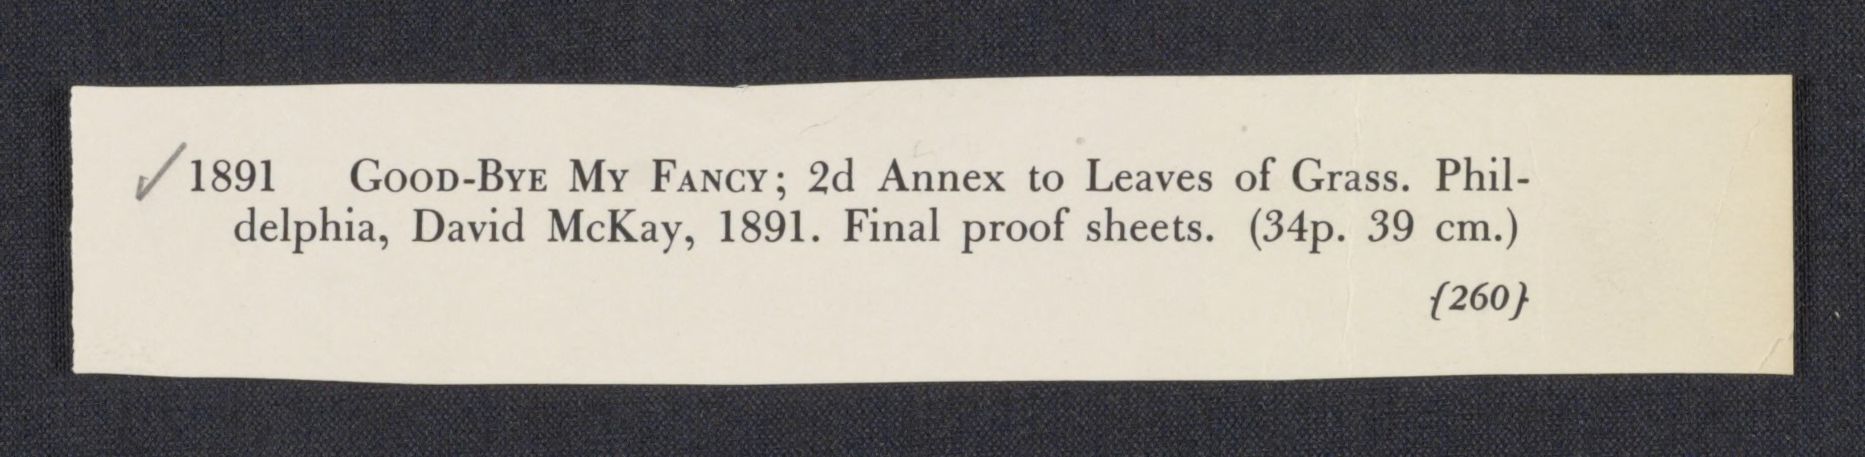 ✓ 1891 Good-Bye My Fancy; 2d Annex to Leaves of Grass. Phil-
delphia, David McKay, 1891. Final proof sheets. (34p. 39 cm.)
{260}